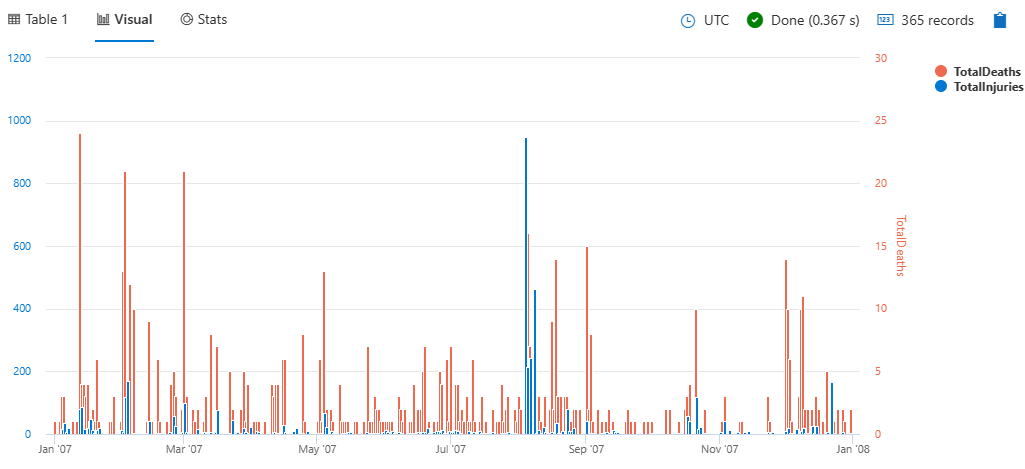 Table 1 Visual Stats UTC Done (0.367 s) 123 365 records
1200 30
TotalDeaths
TotalInjuries
1000 25
800 20
600 15
TotalDeaths
400 10
200 5
0 0
Jan '07 Mar '07 May '07 Jul '07 Sep '07 Nov '07 Jan '08